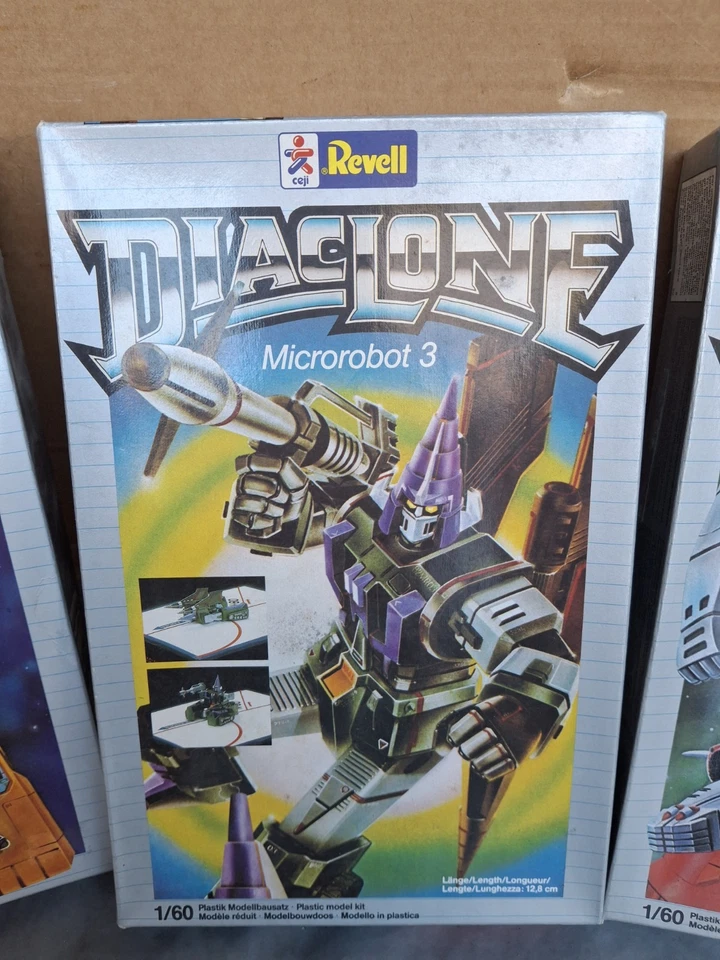 ceji
Revell
DIACLONE
Microrobot 3
Länge/Length/Longueur/
Lengte/Lunghezza: 12,8 cm
1/60 Plastik Modellbausatz · Plastic model kit
Modèle réduit · Modelbouwdoos · Modello in plastica
1/60 Plastik
Modèle